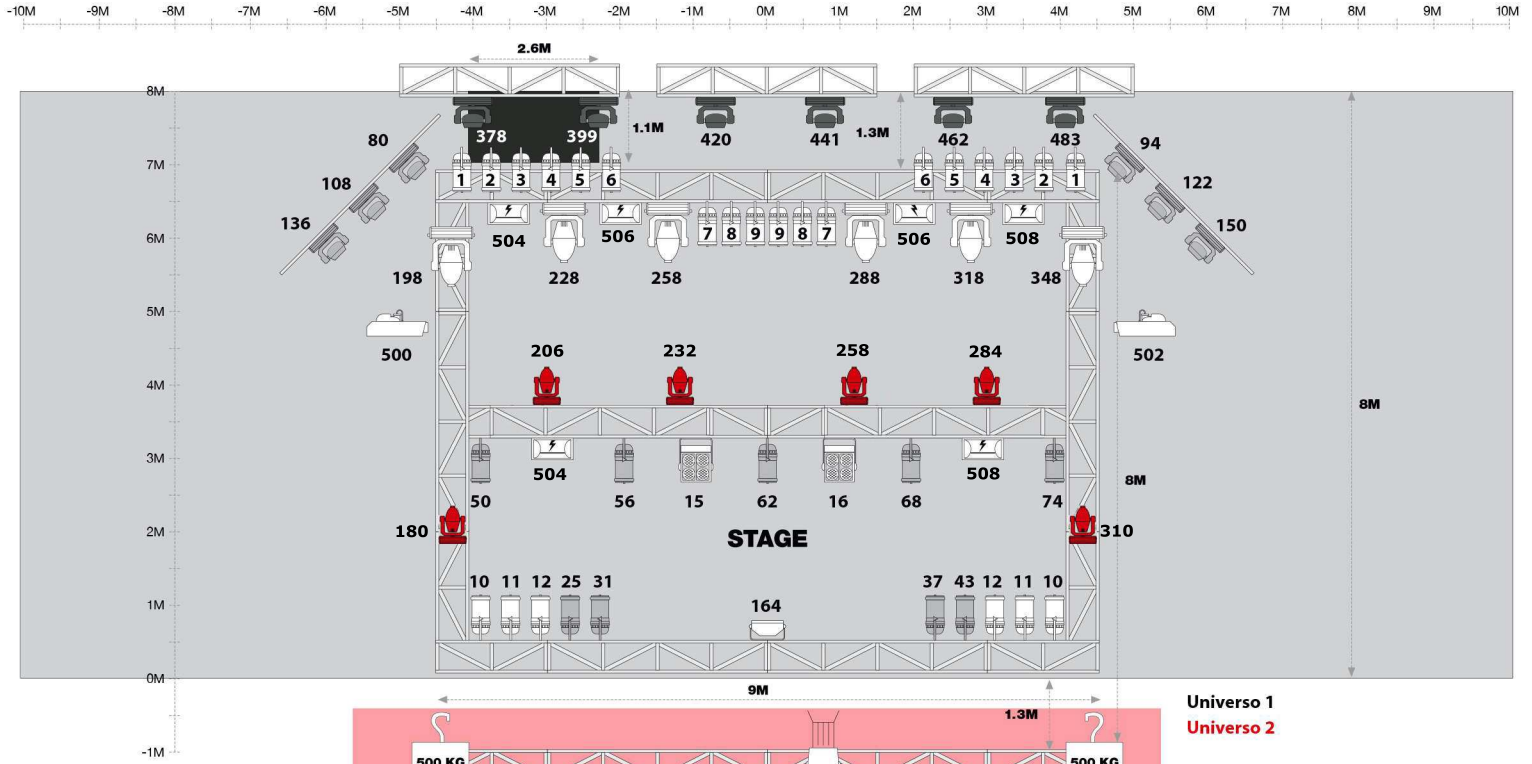 -10M -9M -8M -7M -6M -5M -4M -3M -2M -1M 0M 1M 2M 3M 4M 5M 6M 7M 8M 9M 10M
2.6M
8M
378 399 1.1M 420 441 1.3M 462 483
80 94
7M
1 2 3 4 5 6 6 5 4 3 2 1
108 122
136 150
504 506 7 8 9 9 8 7 506 508
6M
198 228 258 288 318 348
5M
500 502
206 232 258 284
4M
8M
3M
504 508
8M
50 56 15 62 16 68 74
2M
180 STAGE 310
10 11 12 25 31 37 43 12 11 10
1M
164
0M
9M
Universo 1
1.3M
Universo 2
-1M
500 KG 500 KG